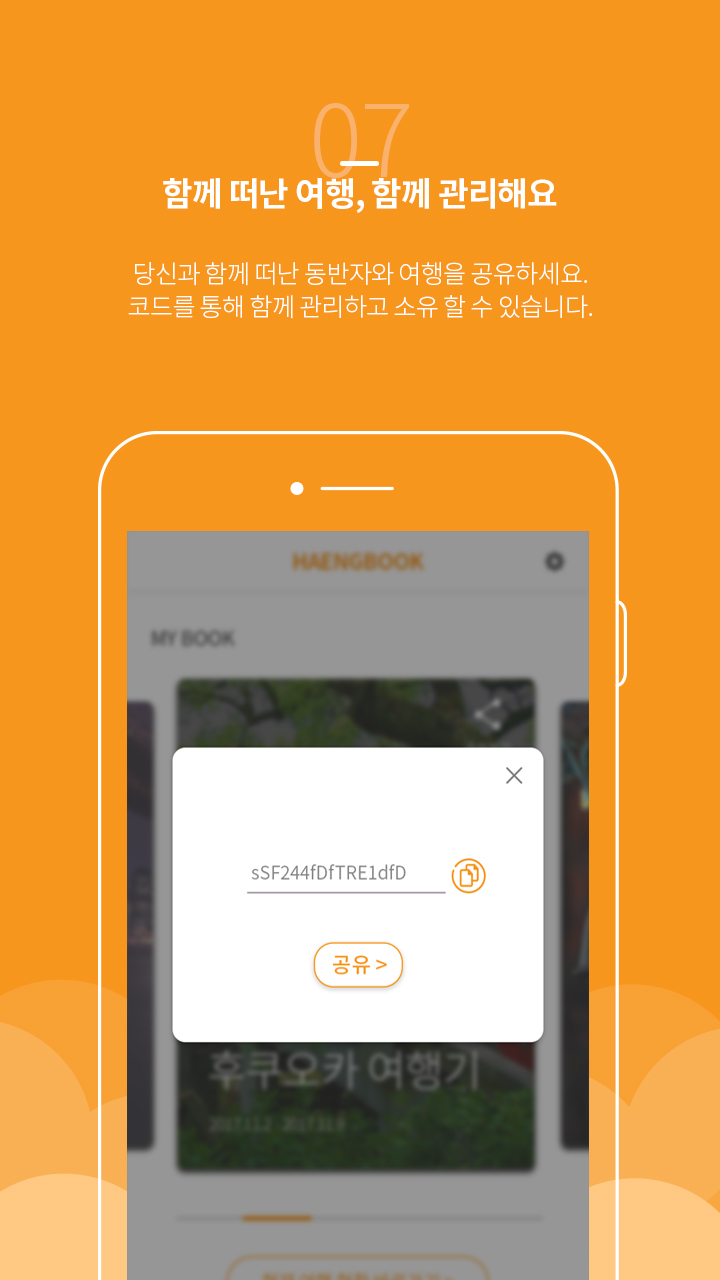 07
함께 떠난 여행, 함께 관리해요
당신과 함께 떠난 동반자와 여행을 공유하세요.
코드를 통해 함께 관리하고 소유 할 수 있습니다.
HAENGBOOK
MY BOOK
sSF244fDfTRE1dfD
공유 >
후쿠오카 여행기